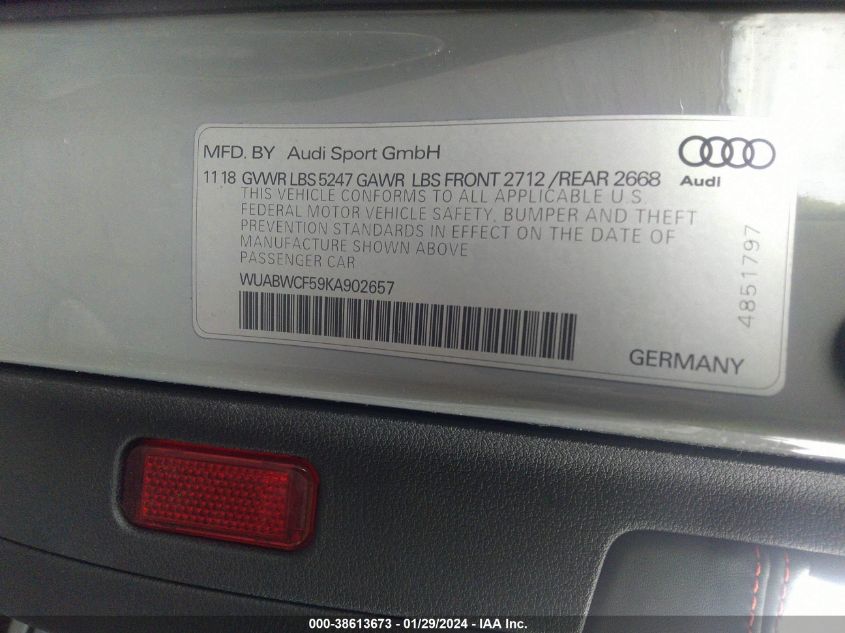 MFD. BY Audi Sport GmbH
Audi
11 18 GVWR LBS 5247 GAWR LBS FRONT 2712 /REAR 2668
THIS VEHICLE CONFORMS TO ALL APPLICABLE U.S
FEDERAL MOTOR VEHICLE SAFETY, BUMPER AND THEFT
PREVENTION STANDARDS IN EFFECT ON THE DATE OF
MANUFACTURE SHOWN ABOVE
PASSENGER CAR
WUABWCF59KA902657
4851797
GERMANY
000-38613673 - 01/29/2024 - IAA Inc.